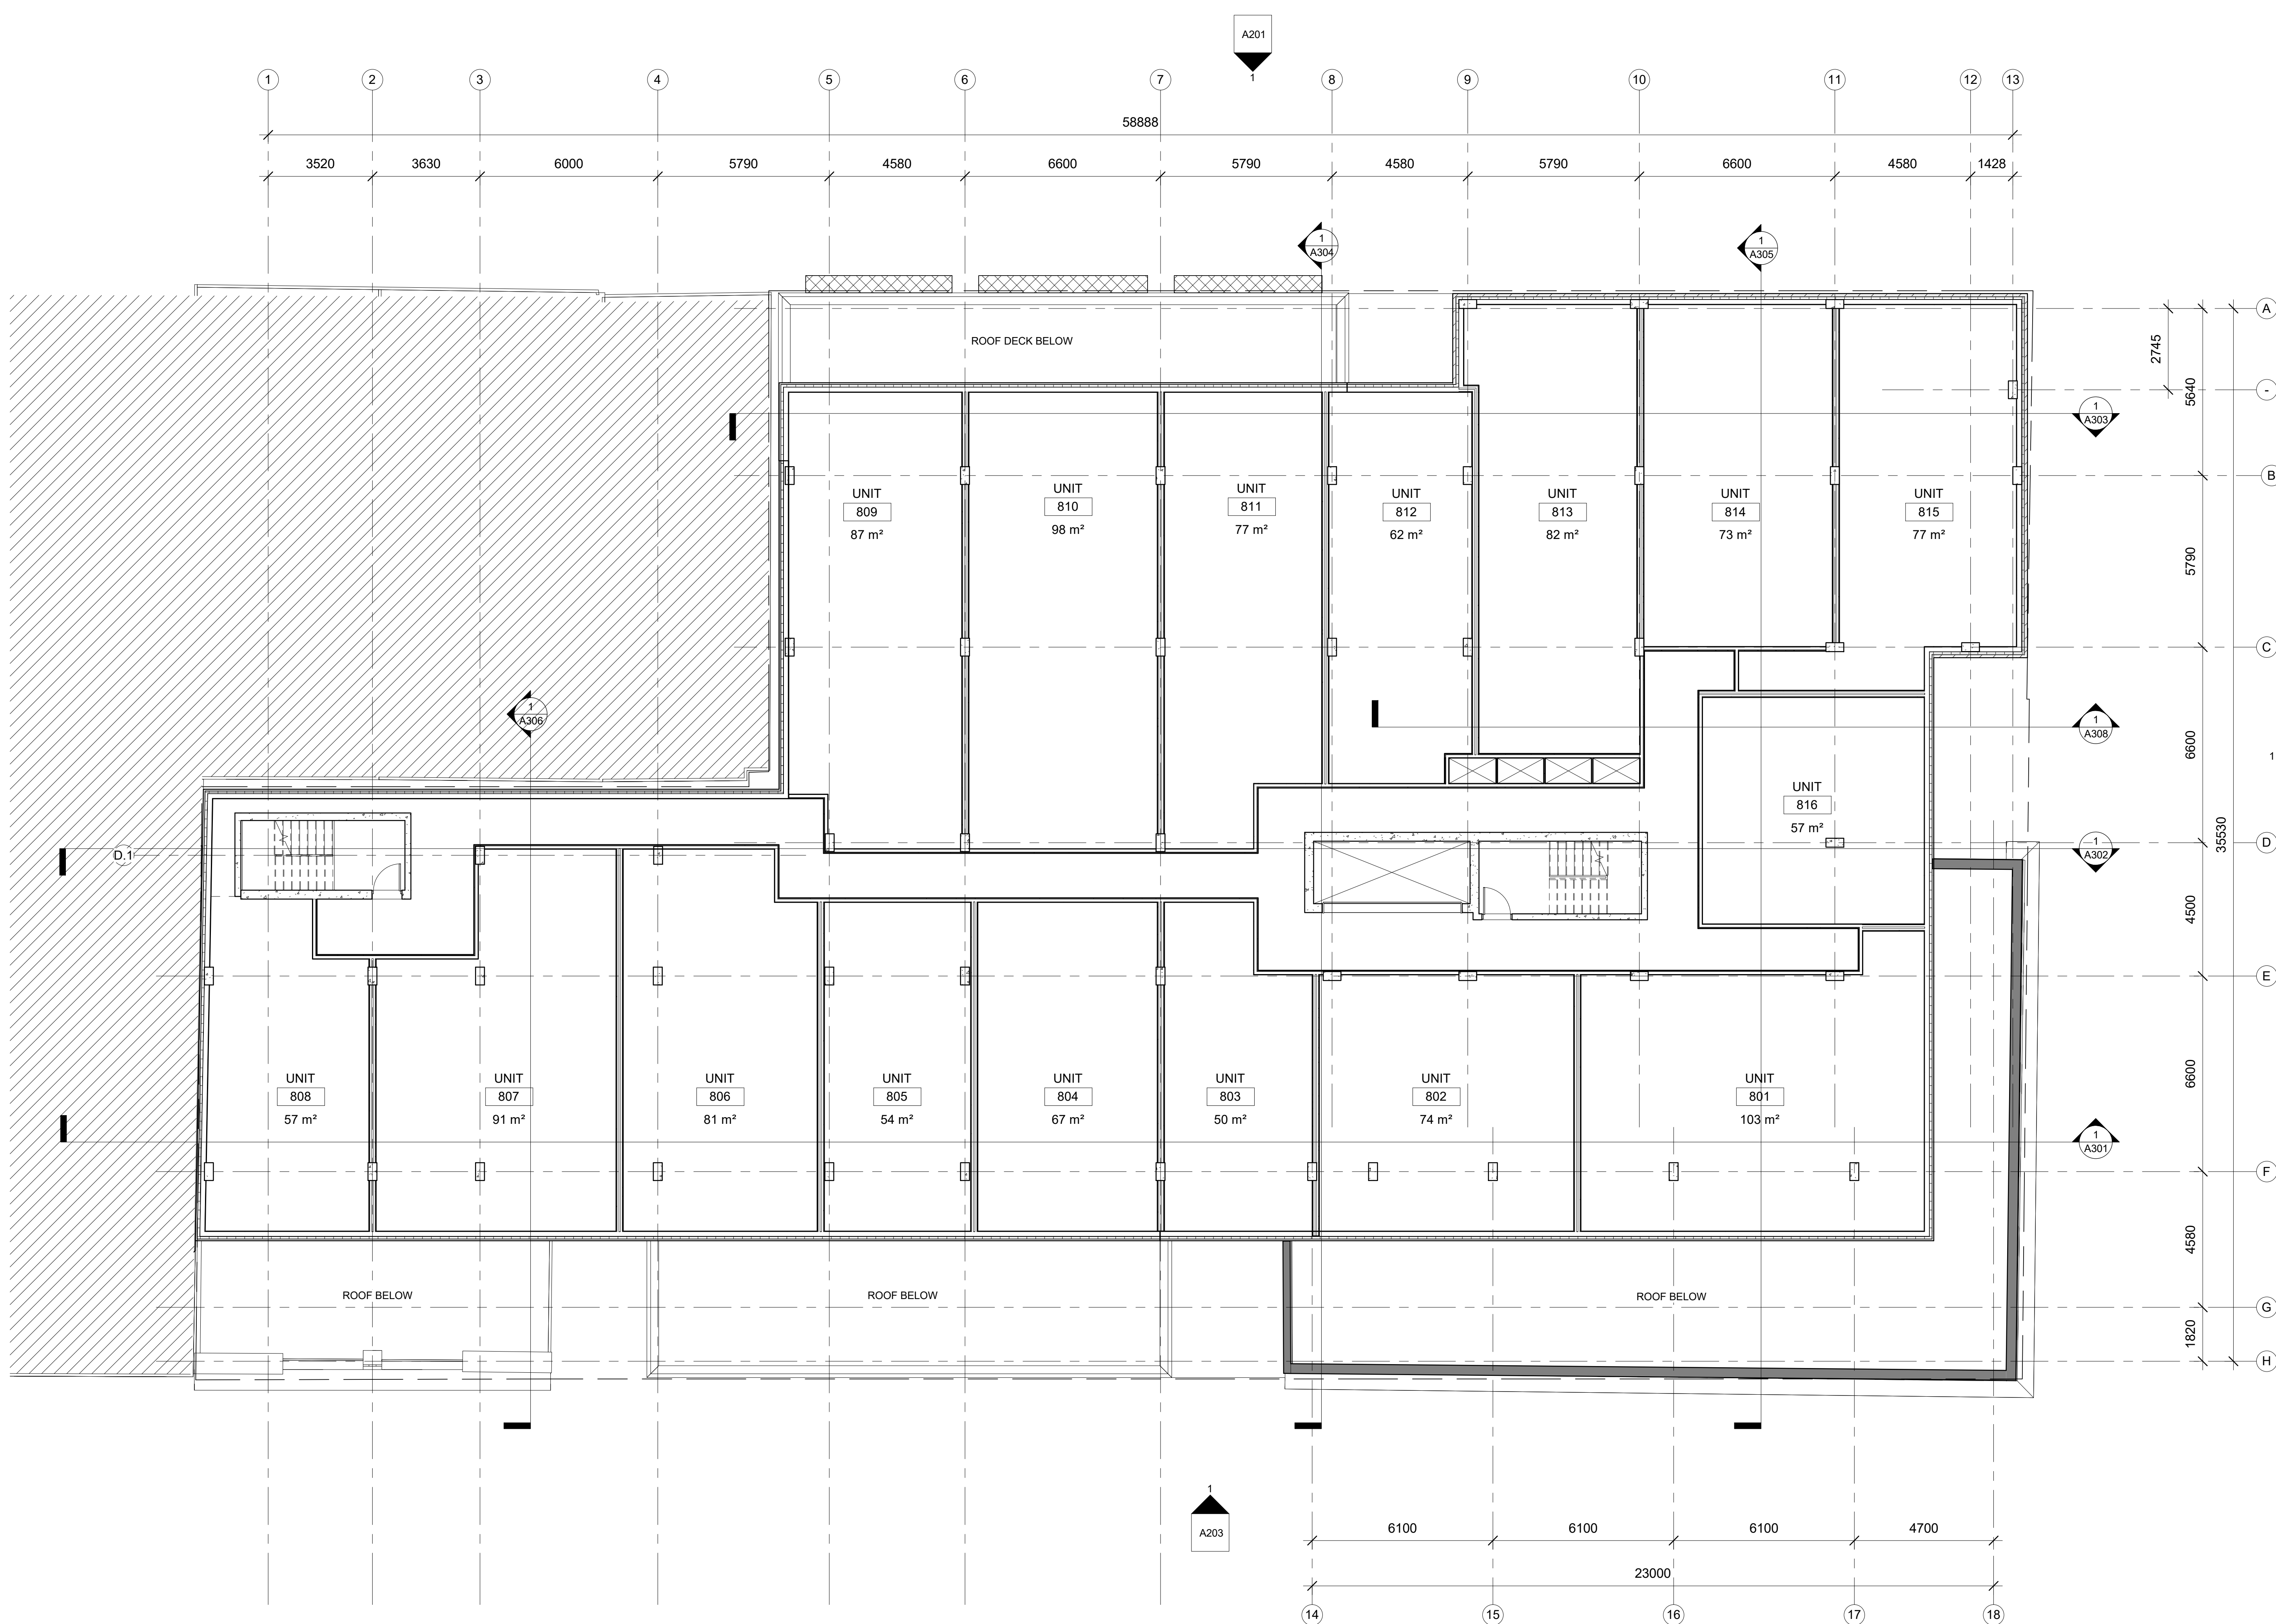 A201
1
1 2 3 4 5 6 7 8 9 10 11 12 13
58888
3520 3630 6000 5790 4580 6600 5790 4580 5790 6600 4580 1428
1
A304
1
A305
A
ROOF DECK BELOW
2745
5640
-
1
A303
B
UNIT
809
87 m²
UNIT
810
98 m²
UNIT
811
77 m²
UNIT
812
62 m²
UNIT
813
82 m²
UNIT
814
73 m²
UNIT
815
77 m²
5790
C
1
A306
1
A308
6600
1
UNIT
816
57 m²
35530
D.1
1
A302
D
4500
E
UNIT
808
57 m²
UNIT
807
91 m²
UNIT
806
81 m²
UNIT
805
54 m²
UNIT
804
67 m²
UNIT
803
50 m²
UNIT
802
74 m²
UNIT
801
103 m²
6600
1
A301
F
4580
ROOF BELOW
ROOF BELOW
ROOF BELOW
G
1820
H
1
A203
6100 6100 6100 4700
23000
14 15 16 17 18